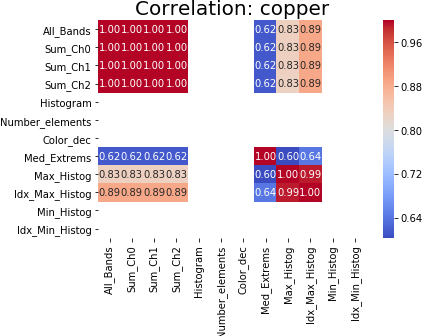 Correlation: copper
All_Bands 1.00 1.00 1.00 1.00 0.62 0.83 0.89
Sum_Ch0 1.00 1.00 1.00 1.00 0.62 0.83 0.89
Sum_Ch1 1.00 1.00 1.00 1.00 0.62 0.83 0.89
Sum_Ch2 1.00 1.00 1.00 1.00 0.62 0.83 0.89
Histogram
Number_elements
Color_dec
Med_Extrems 0.62 0.62 0.62 0.62 1.00 0.60 0.64
Max_Histog 0.83 0.83 0.83 0.83 0.60 1.00 0.99
Idx_Max_Histog 0.89 0.89 0.89 0.89 0.64 0.99 1.00
Min_Histog
Idx_Min_Histog
All_Bands
Sum_Ch0
Sum_Ch1
Sum_Ch2
Histogram
Number_elements
Color_dec
Med_Extrems
Max_Histog
Idx_Max_Histog
Min_Histog
Idx_Min_Histog
0.96
0.88
0.80
0.72
0.64